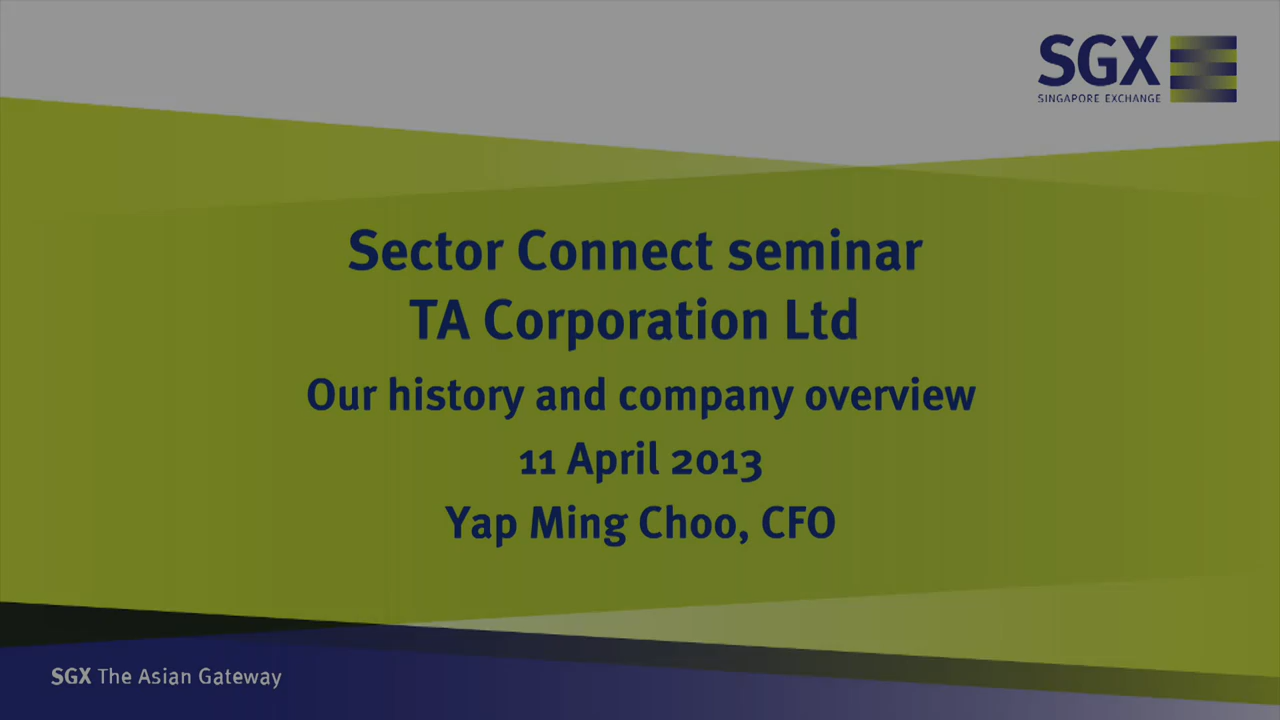 SGX
SINGAPORE EXCHANGE
Sector Connect seminar
TA Corporation Ltd
Our history and company overview
11 April 2013
Yap Ming Choo, CFO
SGX The Asian Gateway